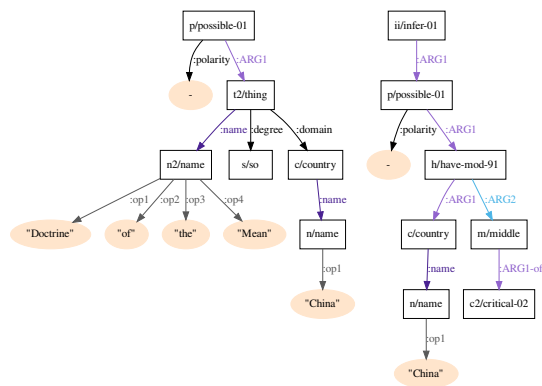 p/possible-01 ii/infer-01
:polarity :ARG1 :ARG1
- t2/thing p/possible-01
:name :degree :domain :polarity :ARG1
n2/name s/so c/country - h/have-mod-91
:op1 :op2 :op3 :op4 :name :ARG1 :ARG2
"Doctrine" "of" "the" "Mean" n/name c/country m/middle
:op1 :name :ARG1-of
"China" n/name c2/critical-02
:op1
"China"